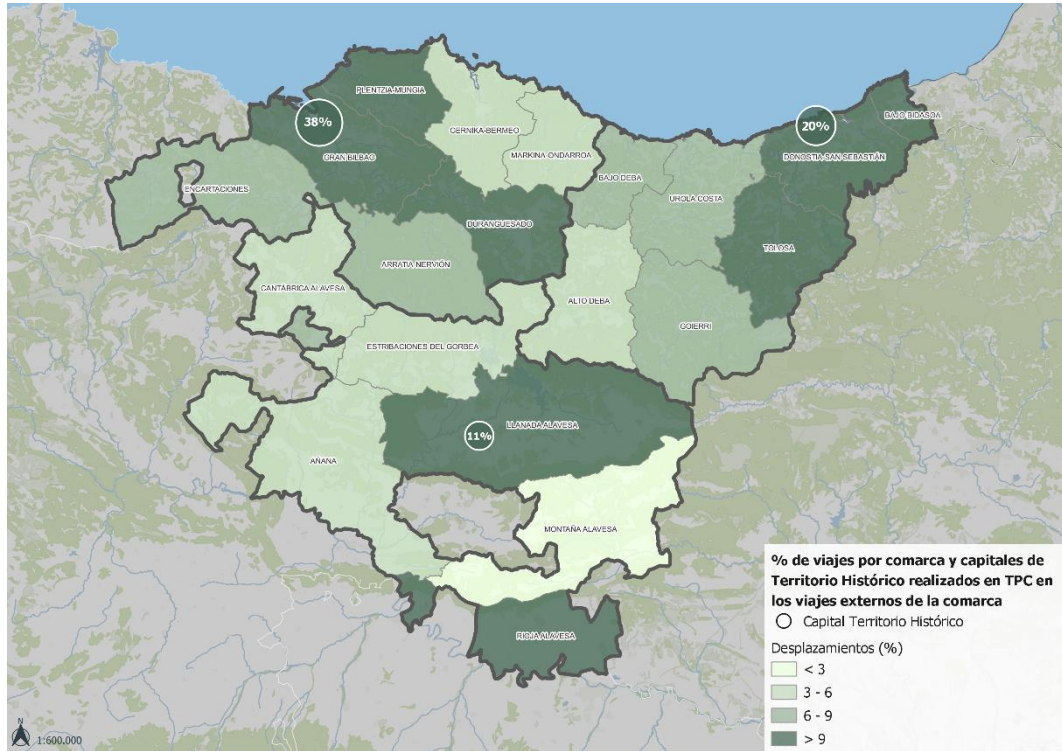 PLENTZIA-MUNGIA
38%
GERNIKA-BERMEO
20%
BAJO BIDASOA
GRAN BILBAO
MARKINA-ONDARROA
DONOSTIA-SAN SEBASTIÁN
ENCARTACIONES
BAJO DEBA
UROLA COSTA
DURANGUESADO
TOLOSA
ARRATIA NERVIÓN
CANTÁBRICA ALAVESA
ALTO DEBA
GOIERRI
ESTRIBACIONES DEL GORBEA
LLANADA ALAVESA
11%
AÑANA
MONTAÑA ALAVESA
RIOJA ALAVESA
% de viajes por comarca y capitales de
Territorio Histórico realizados en TPC en
los viajes externos de la comarca
Capital Territorio Histórico
Desplazamientos (%)
< 3
3 - 6
6 - 9
> 9
N
1:600.000